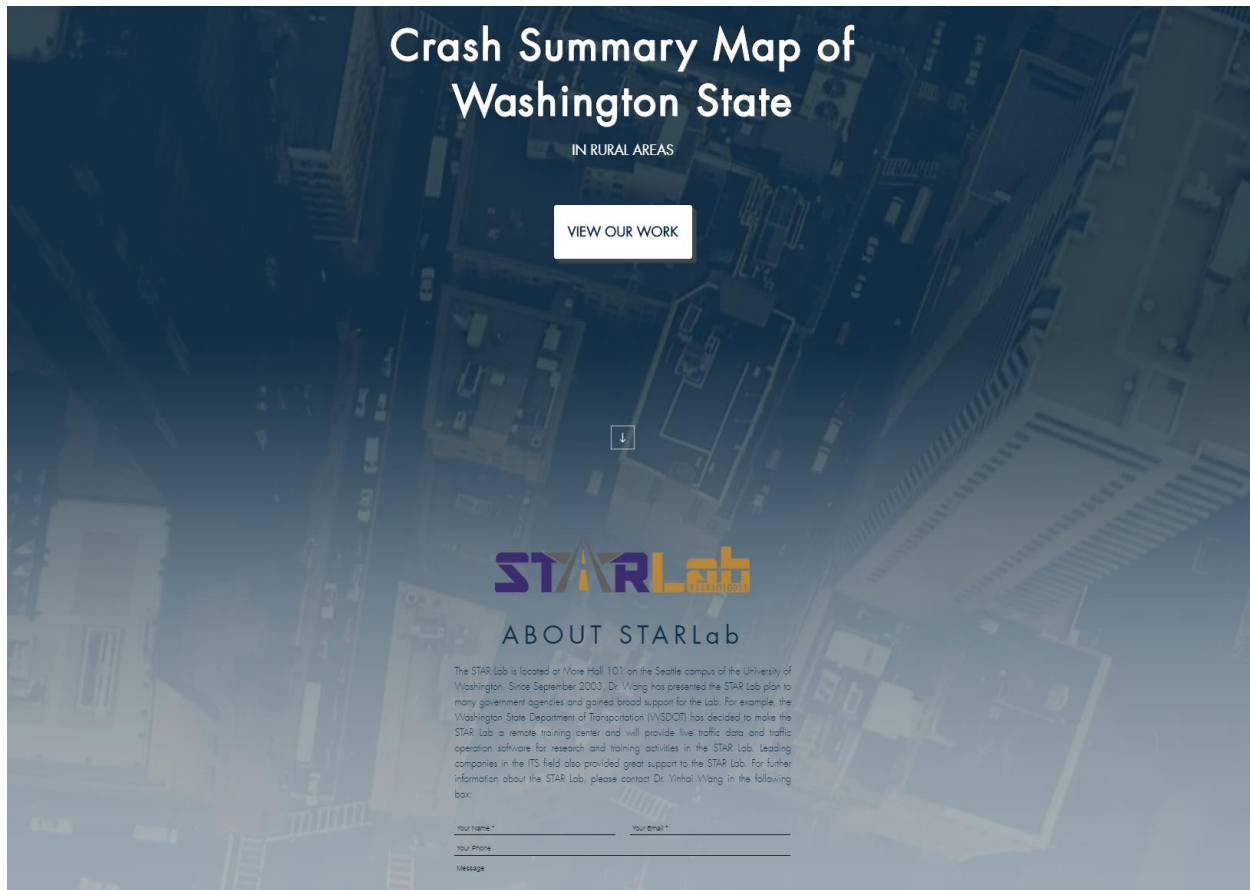 Crash Summary Map of
Washington State
IN RURAL AREAS
VIEW OUR WORK
↓
STARLab
ABOUT STARLab
The STAR Lab is located at More Hall 101 on the Seattle campus of the University of
Washington. Since September 2003, Dr. Wang has presented the STAR Lab plan to
many government agencies and gained broad support for the Lab. For example, the
Washington State Department of Transportation (WSDOT) has decided to make the
STAR Lab a remote training center and will provide live traffic data and traffic
operation software for research and training activities in the STAR Lab. Leading
companies in the ITS field also provided great support to the STAR Lab. For further
information about the STAR Lab, please contact Dr. Yinhai Wang in the following
box:
Your Name * Your Email *
Your Phone
Message